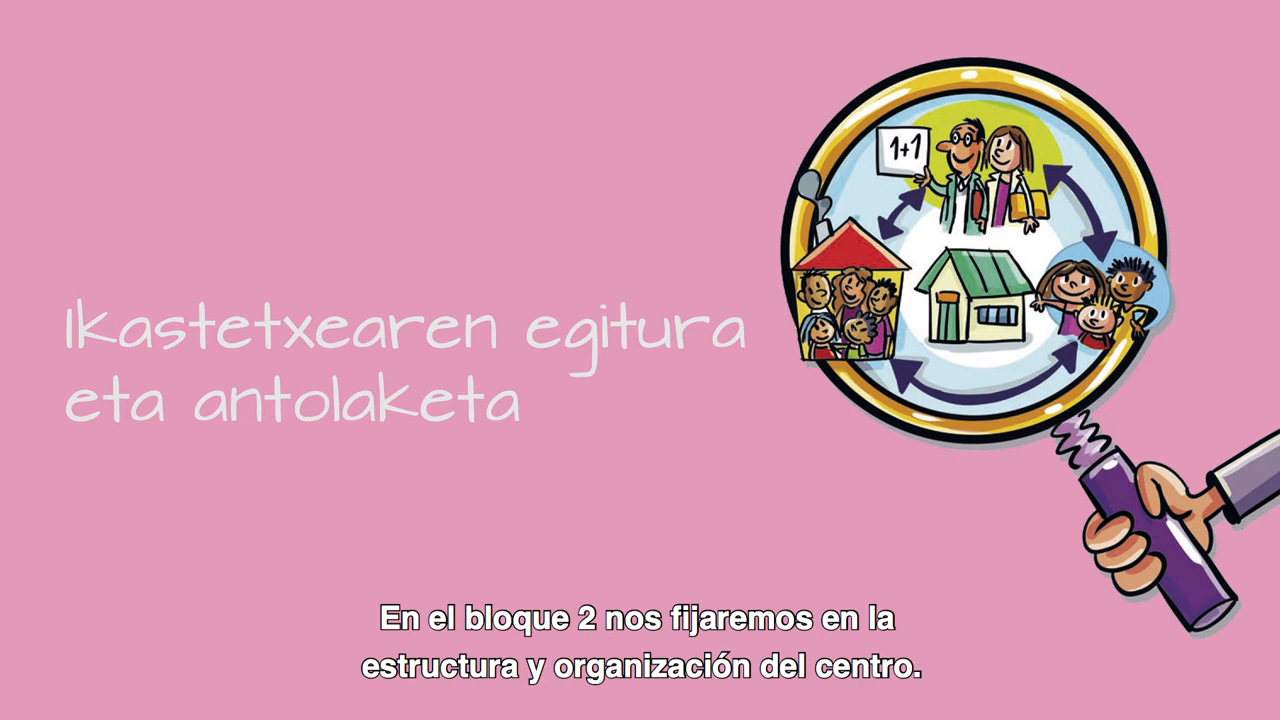 1+1
Ikastetxearen egitura
eta antolaketa
En el bloque 2 nos fijaremos en la
estructura y organización del centro.